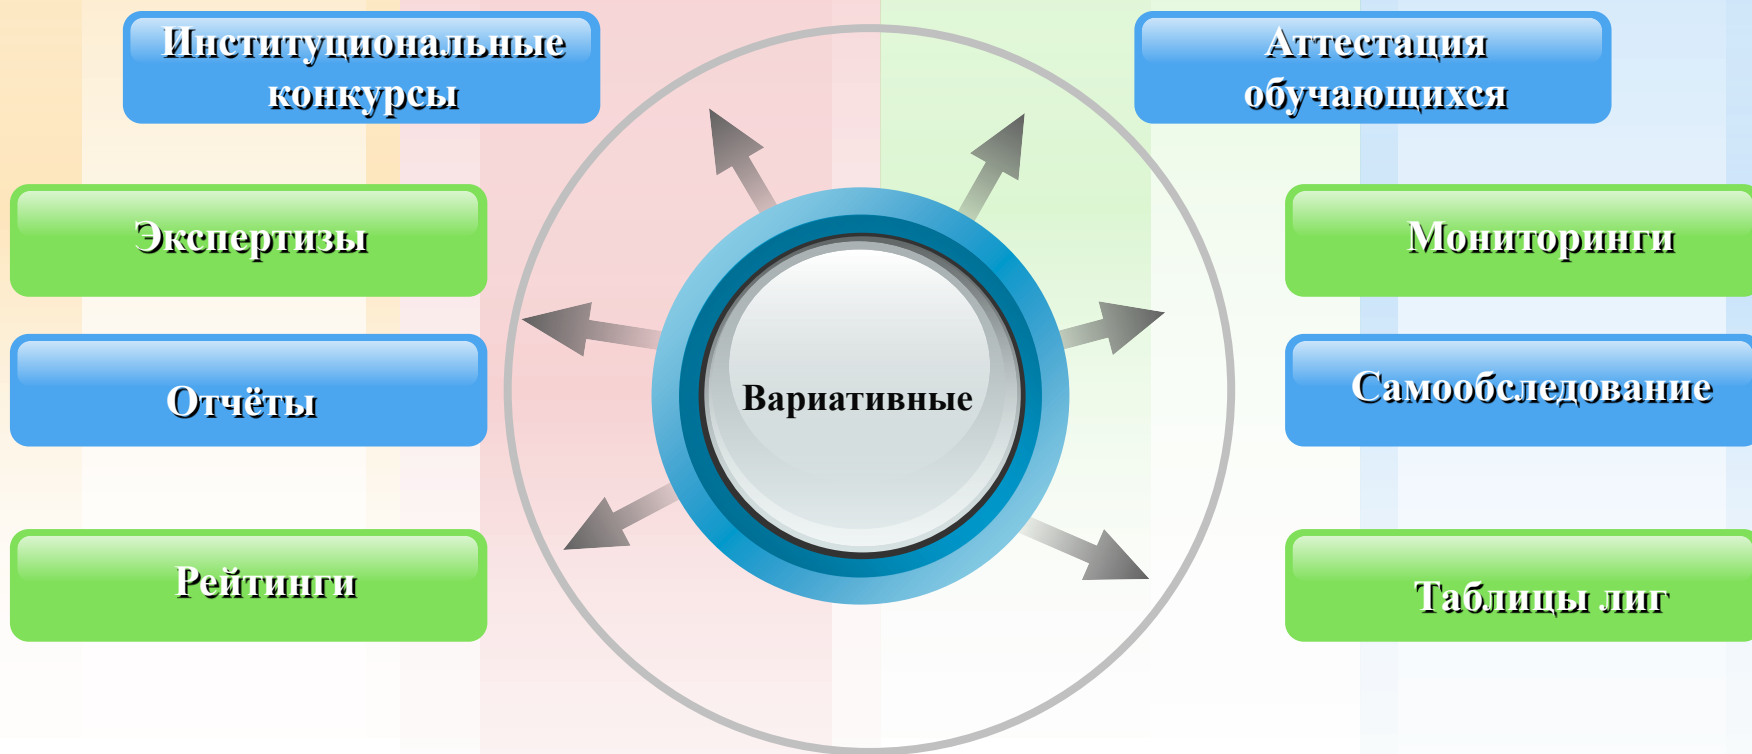 Институциональные
конкурсы
Аттестация
обучающихся
Экспертизы
Мониторинги
Отчёты
Вариативные
Самообследование
Рейтинги
Таблицы лиг